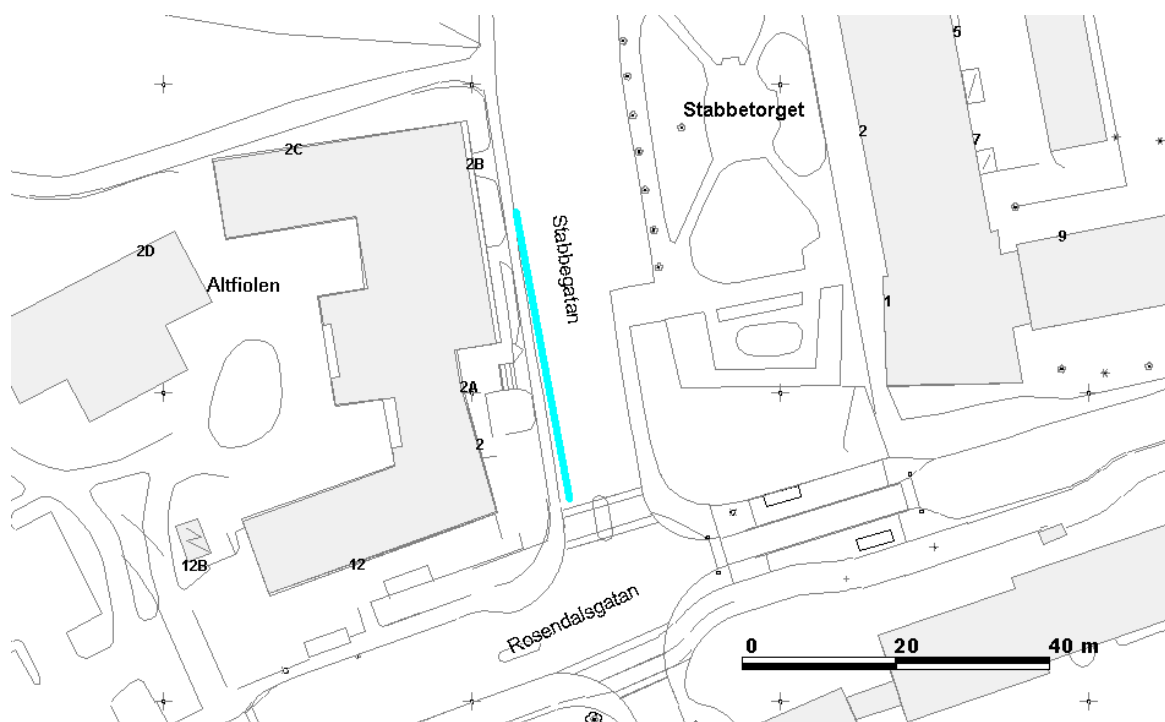 5
Stabbetorget
2
7
2C
2B
9
2D
Stabbegatan
Altfiolen
1
2A
2
12
12B
Rosendalsgatan
0 20 40 m